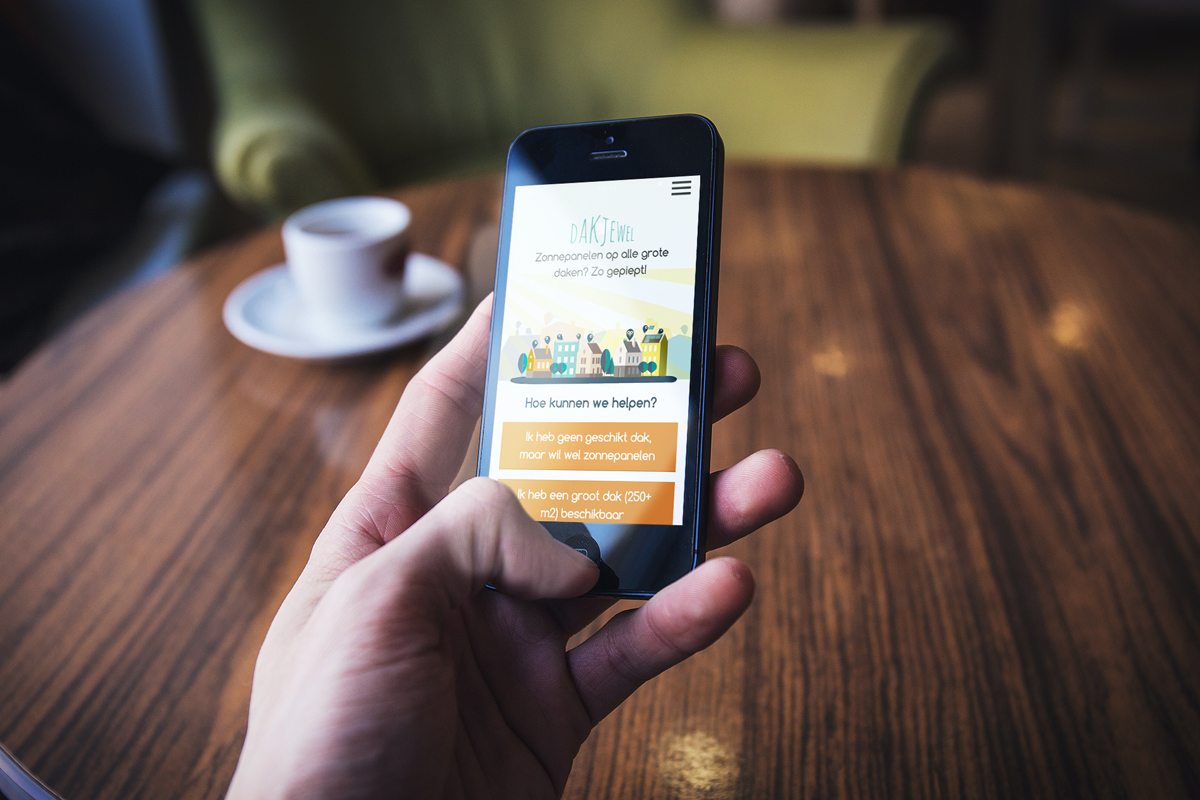 DAKJEWEL
Zonnepanelen op alle grote
daken? Zo gepiept!
Hoe kunnen we helpen?
Ik heb geen geschikt dak,
maar wil wel zonnepanelen
Ik heb een groot dak (250+
m2) beschikbaar